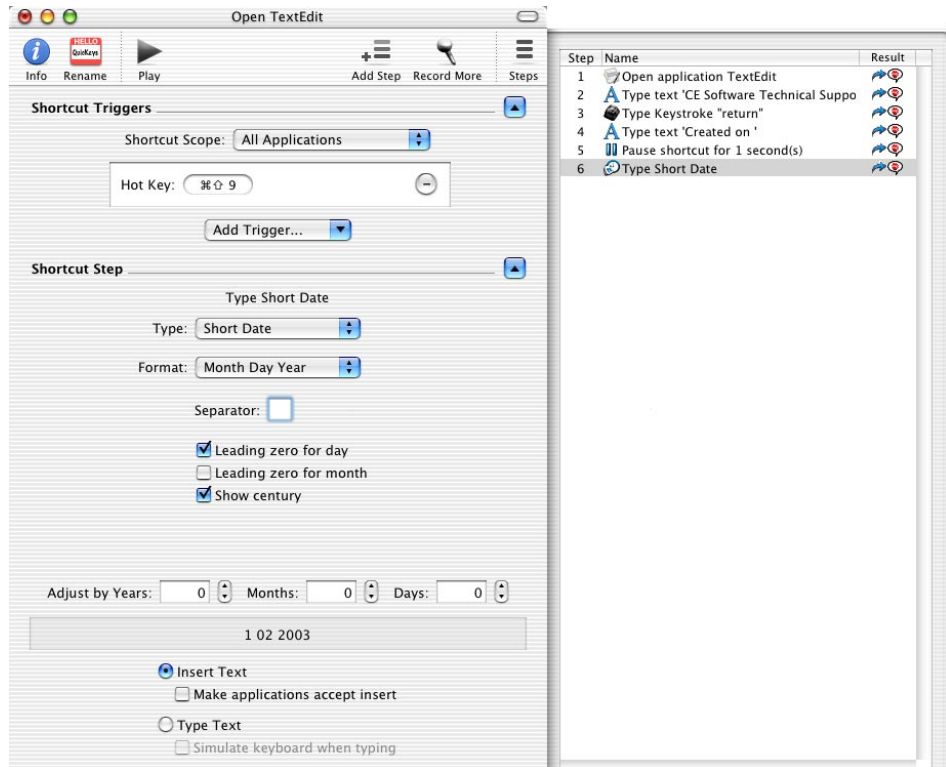 Open TextEdit
HELLO
QuicKeys
Info Rename Play Add Step Record More Steps
Shortcut Triggers
Shortcut Scope: All Applications
Hot Key: ⌘⇧ 9
Add Trigger...
Shortcut Step
Type Short Date
Type: Short Date
Format: Month Day Year
Separator:
Leading zero for day
Leading zero for month
Show century
Adjust by Years: 0 Months: 0 Days: 0
1 02 2003
Insert Text
Make applications accept insert
Type Text
Simulate keyboard when typing
Step Name Result
1 Open application TextEdit
2 Type text 'CE Software Technical Suppo
3 Type Keystroke "return"
4 Type text 'Created on '
5 Pause shortcut for 1 second(s)
6 Type Short Date